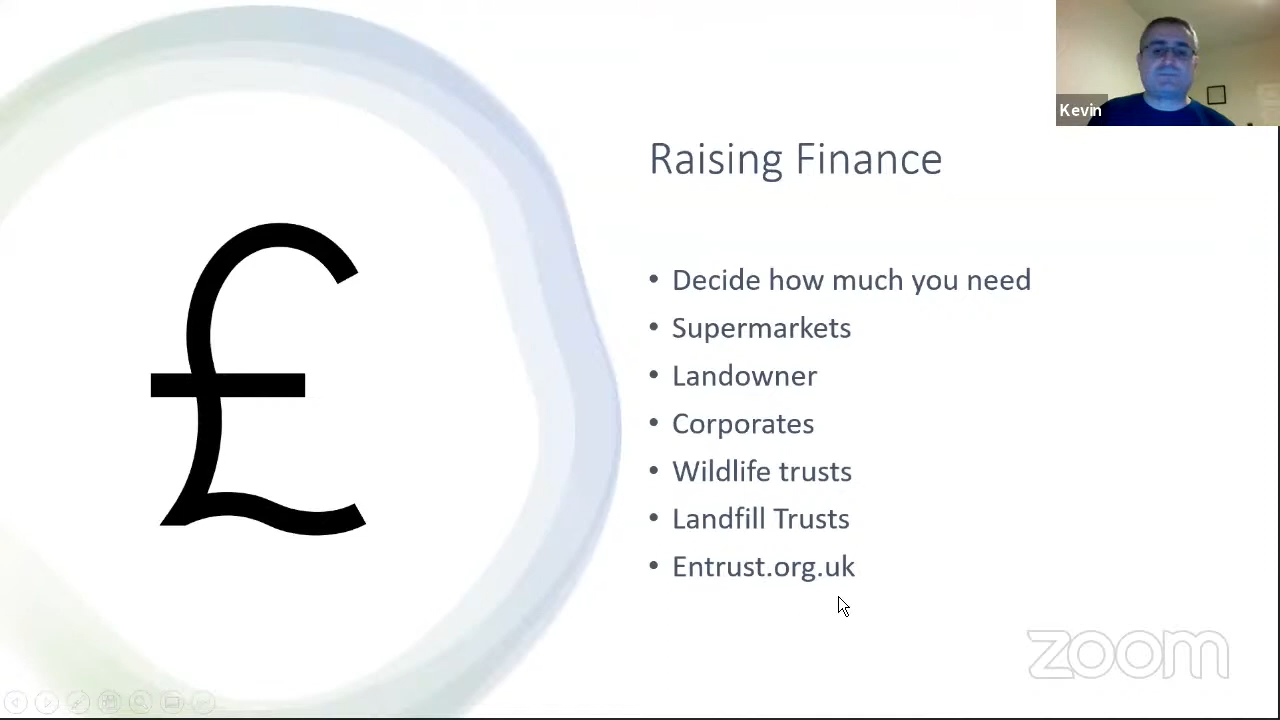 Kevin
Raising Finance
• Decide how much you need
• Supermarkets
• Landowner
• Corporates
• Wildlife trusts
• Landfill Trusts
• Entrust.org.uk
£
zoom